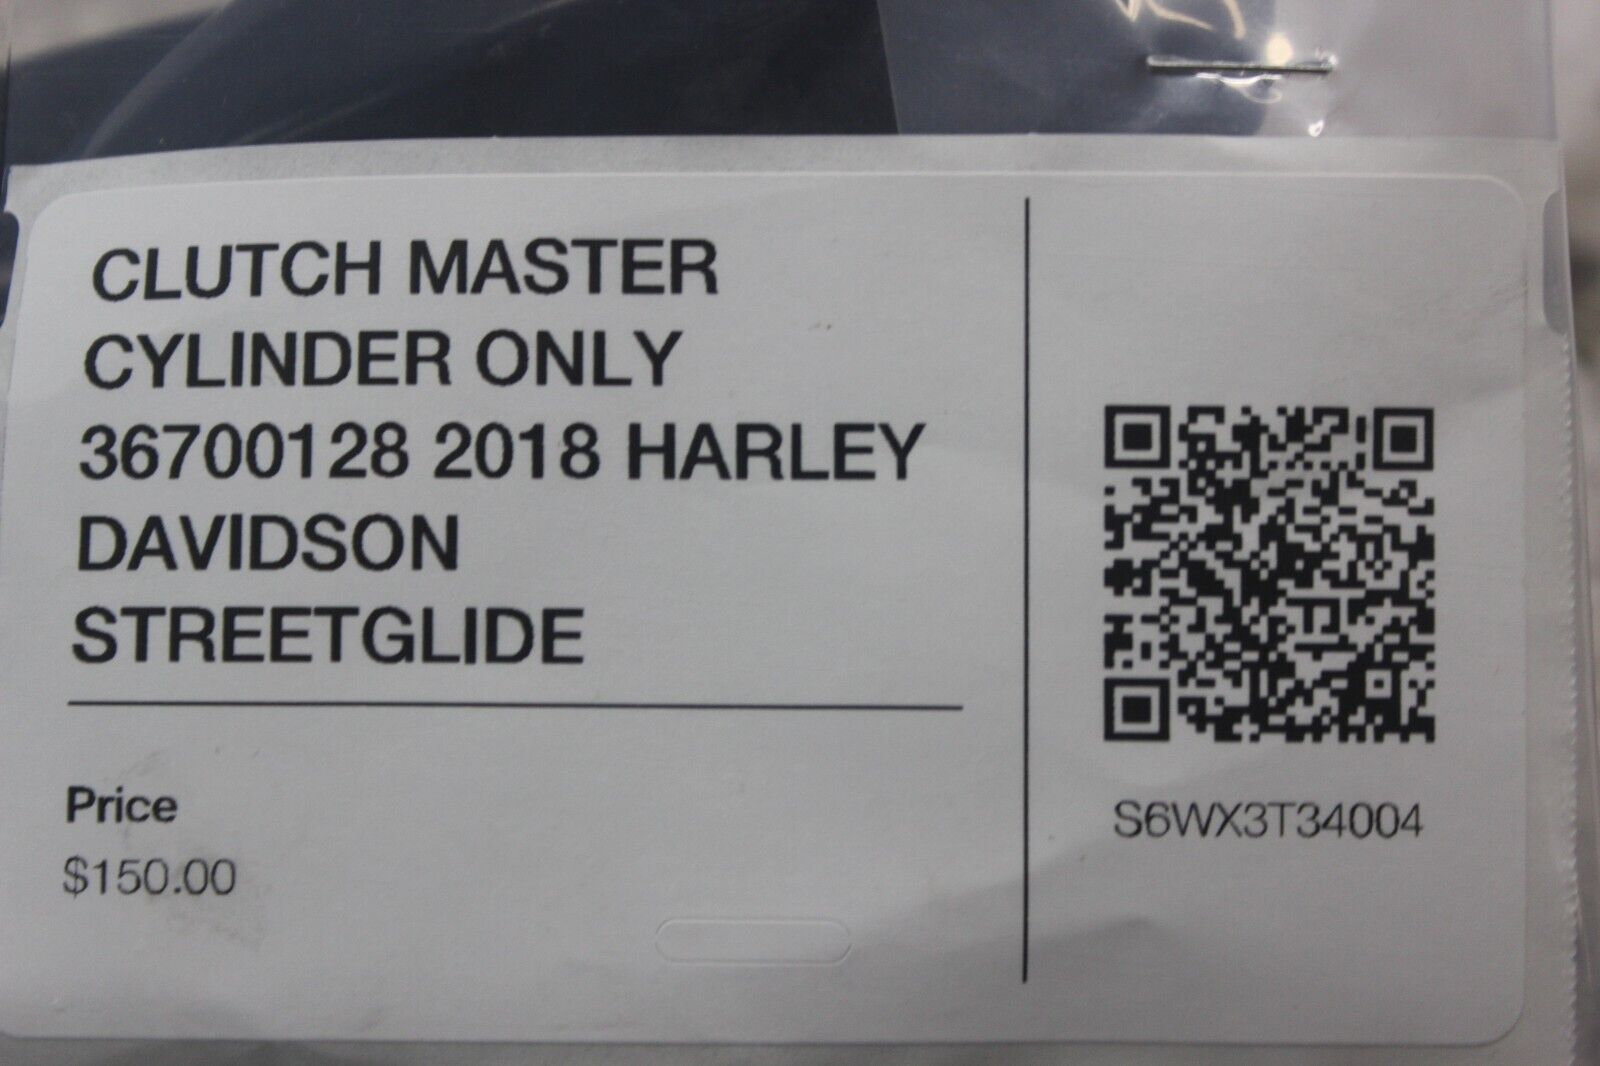 CLUTCH MASTER
CYLINDER ONLY
36700128 2018 HARLEY
DAVIDSON
STREETGLIDE
Price
$150.00
S6WX3T34004